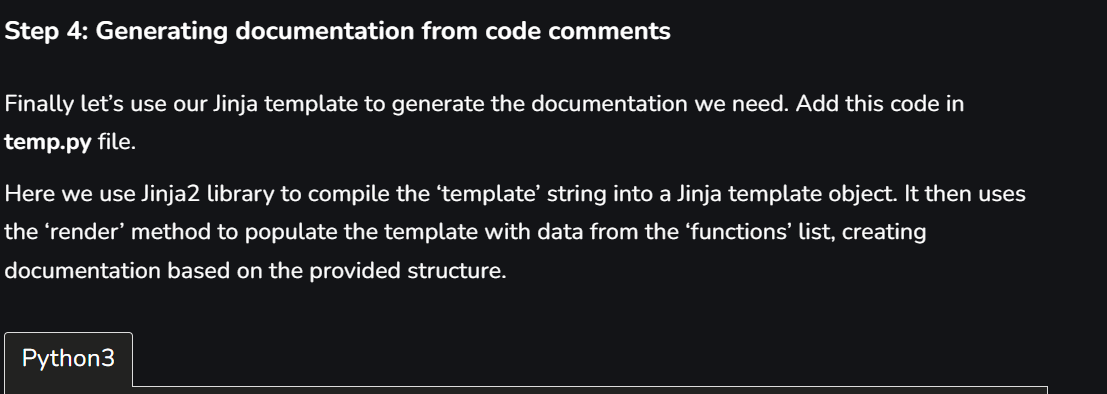 Step 4: Generating documentation from code comments
Finally let’s use our Jinja template to generate the documentation we need. Add this code in
temp.py file.
Here we use Jinja2 library to compile the ‘template’ string into a Jinja template object. It then uses
the ‘render’ method to populate the template with data from the ‘functions’ list, creating
documentation based on the provided structure.
Python3